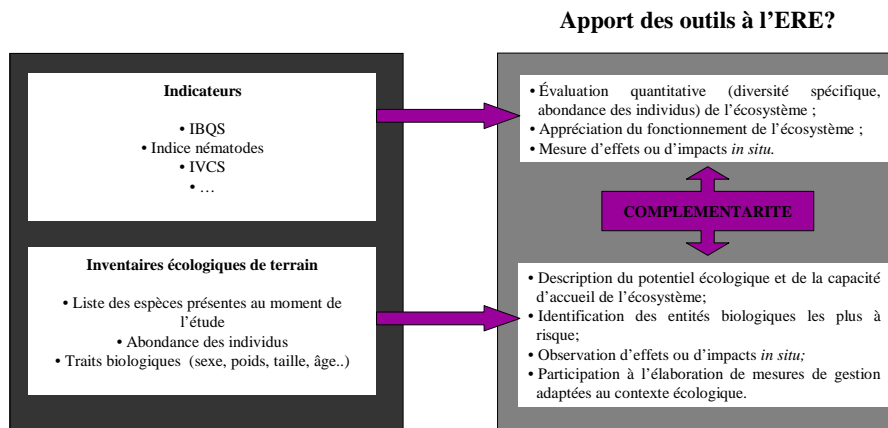 Apport des outils à l'ERE?
Indicateurs
• IBQS
• Indice nématodes
• IVCS
• …
Inventaires écologiques de terrain
• Liste des espèces présentes au moment de
l'étude
• Abondance des individus
• Traits biologiques (sexe, poids, taille, âge..)
• Évaluation quantitative (diversité spécifique,
abondance des individus) de l'écosystème ;
• Appréciation du fonctionnement de l'écosystème ;
• Mesure d'effets ou d'impacts in situ.
COMPLEMENTARITE
• Description du potentiel écologique et de la capacité
d'accueil de l'écosystème;
• Identification des entités biologiques les plus à
risque;
• Observation d'effets ou d'impacts in situ;
• Participation à l'élaboration de mesures de gestion
adaptées au contexte écologique.